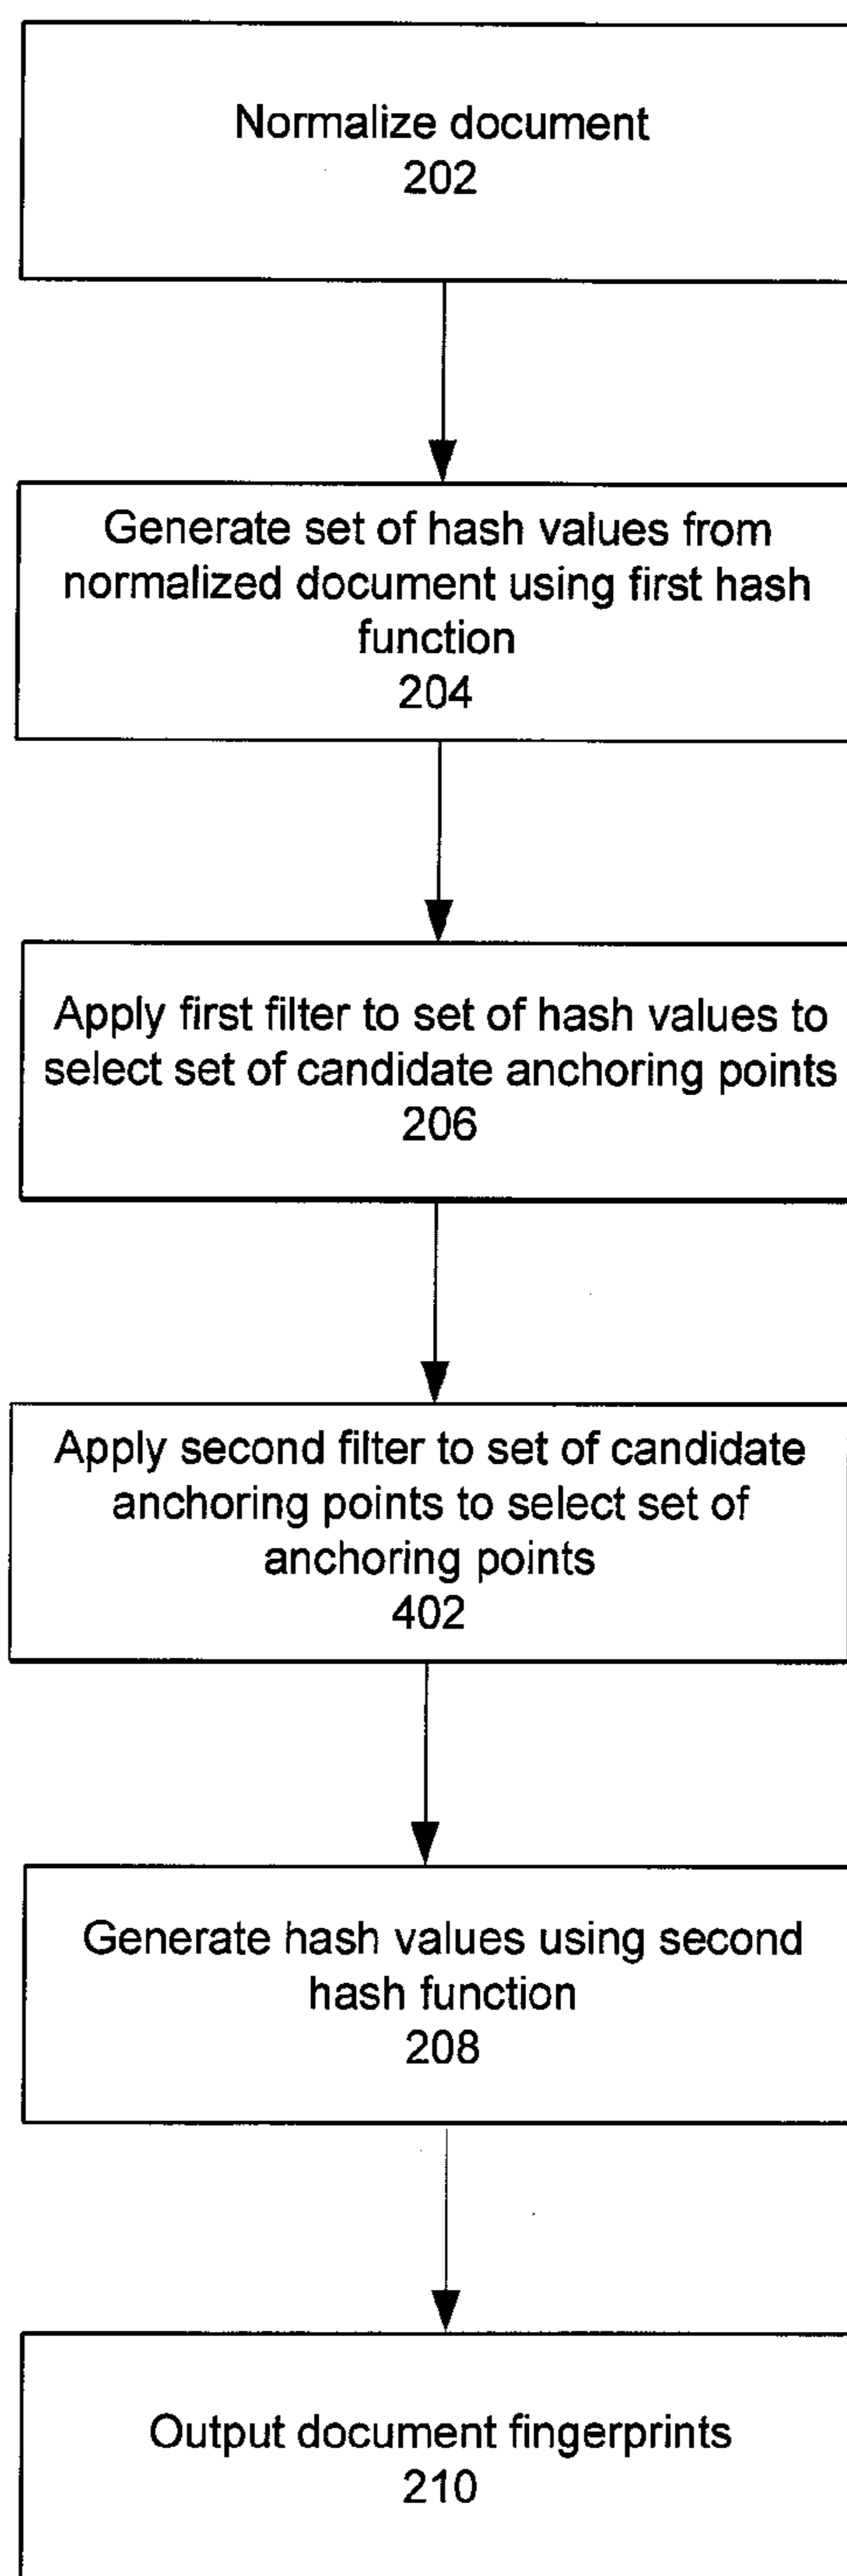 Normalize document
202
Generate set of hash values from
normalized document using first hash
function
204
Apply first filter to set of hash values to
select set of candidate anchoring points
206
Apply second filter to set of candidate
anchoring points to select set of
anchoring points
402
Generate hash values using second
hash function
208
Output document fingerprints
210